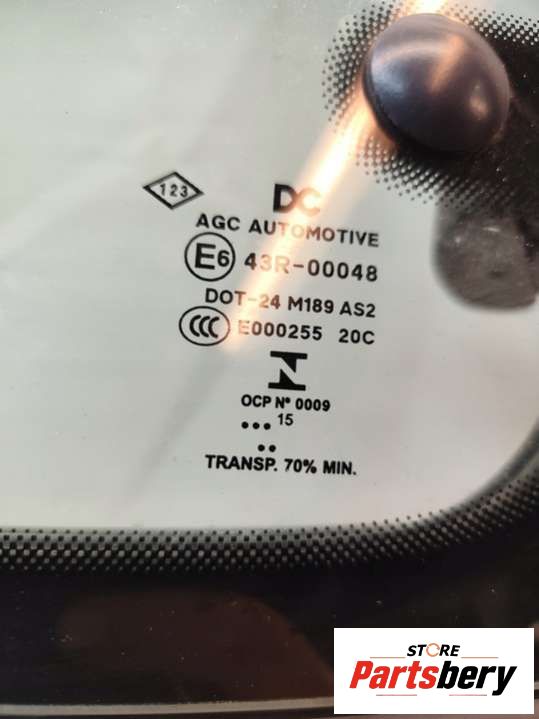 123
DC
AGC AUTOMOTIVE
E6 43R-00048
DOT-24 M189 AS2
CCC E000255 20C
N
OCP Nº 0009
... 15
..
TRANSP. 70% MIN.
STORE
Partsbery